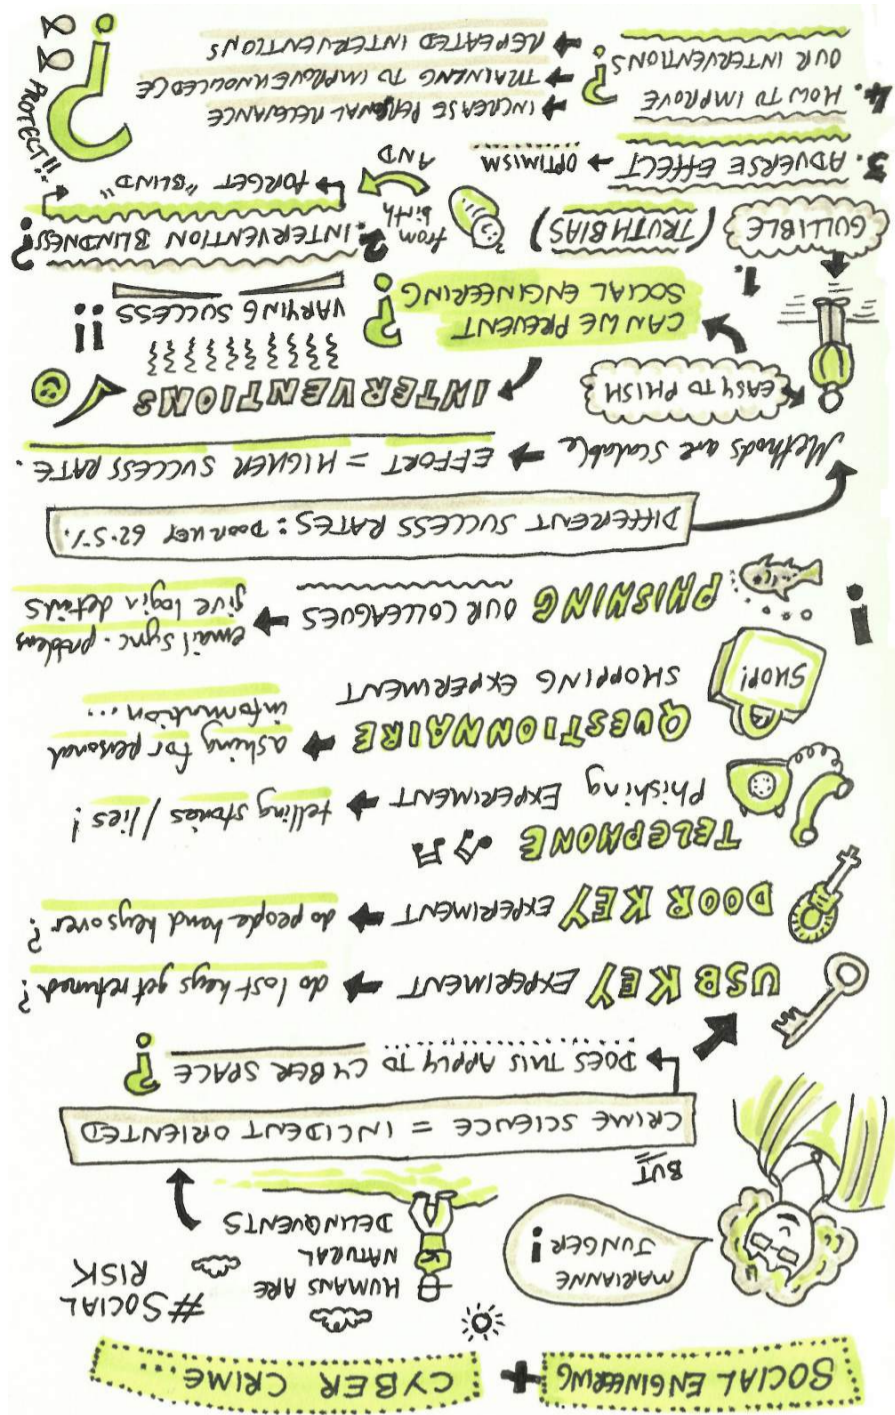 SOCIAL ENGINEERING + CYBER CRIME ....
MARIANNE
JUNGER !
HUMANS ARE
NATURAL
DELINQUENTS
#SOCIAL
RISK
BUT
CRIME SCIENCE = INCIDENT ORIENTED
DOES THIS APPLY TO CYBER SPACE ?
USB KEY EXPERIMENT → do lost keys get returned?
DOOR KEY EXPERIMENT → do people hand keys over?
TELEPHONE
Phishing EXPERIMENT → telling stories / lies!
QUESTIONNAIRE → asking for personal
SHOPPING EXPERIMENT
information ...
SHOP!
PHISHING OUR COLLEAGUES → email sync. problem
give login details
!
DIFFERENT SUCCESS RATES: DOOR KEY 62.5%.
Methods are scalable → EFFORT = HIGHER SUCCESS RATE.
EASY TO PHISH
INTERVENTIONS
CAN WE PREVENT
SOCIAL ENGINEERING ?
VARYING SUCCESS !!
1.
GULLIBLE (TRUTH BIAS)
from
birth
2. INTERVENTION BLINDNESS?
AND
FORGET "BLIND"
3. ADVERSE EFFECT → OPTIMISM
4. HOW TO IMPROVE
OUR INTERVENTIONS ?
→ INCREASE PERSONAL RELEVANCE
→ TRAINING TO IMPROVE KNOWLEDGE
→ REPEATED INTERVENTIONS
PROTECT!!
?